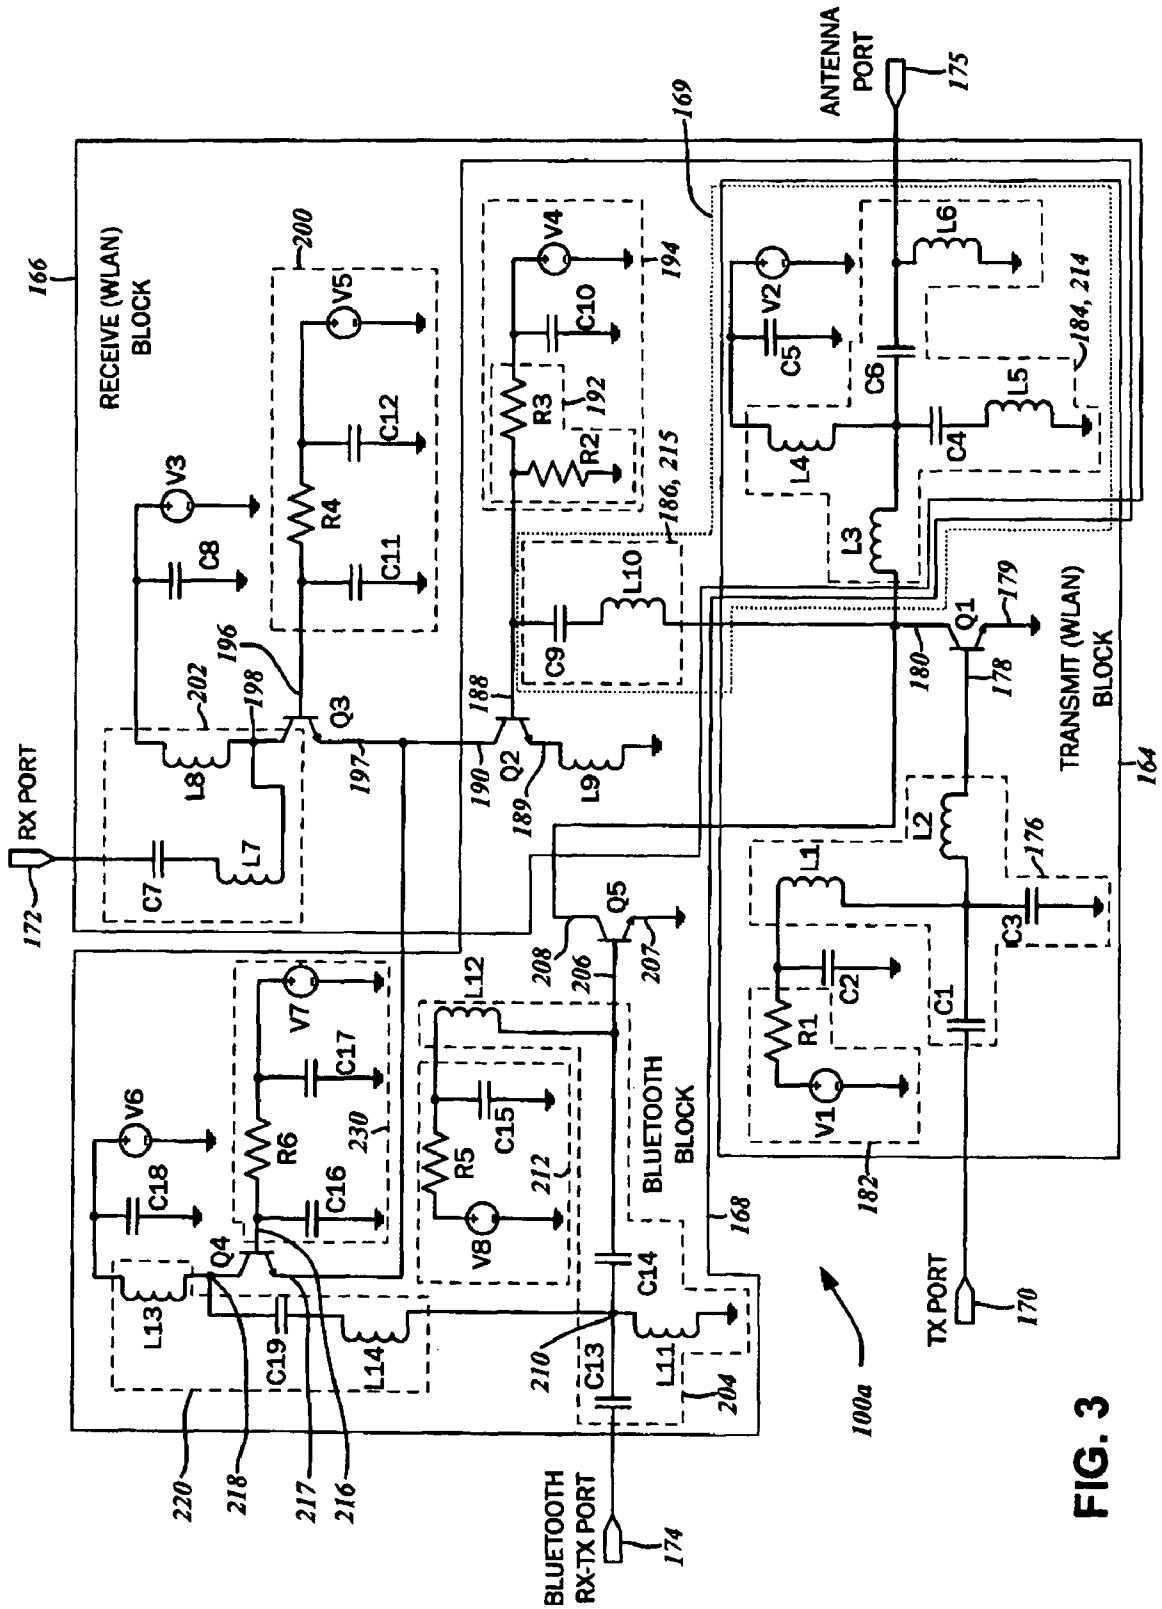 166
RECEIVE (WLAN)
BLOCK
RX PORT
172
C7
L7
L8
202
198
V3
C8
196
Q3
197
200
R4
C11
C12
V5
169
ANTENNA
PORT
175
194
V4
C10
R3
192
R2
186, 215
188
C9
L10
190
Q2
189
L9
V2
C5
L4
L3
C6
L6
C4
L5
184, 214
180
Q1
179
178
TRANSMIT (WLAN)
BLOCK
164
L2
L1
176
C3
C2
R1
C1
V1
182
TX PORT
170
V6
C18
L13
Q4
R6
C16
C17
V7
230
C19
L14
220
218
217
216
L12
R5
C15
V8
212
208
206
Q5
207
BLUETOOTH
BLOCK
168
C14
210
C13
L11
204
BLUETOOTH
RX-TX PORT
174
100a
FIG. 3